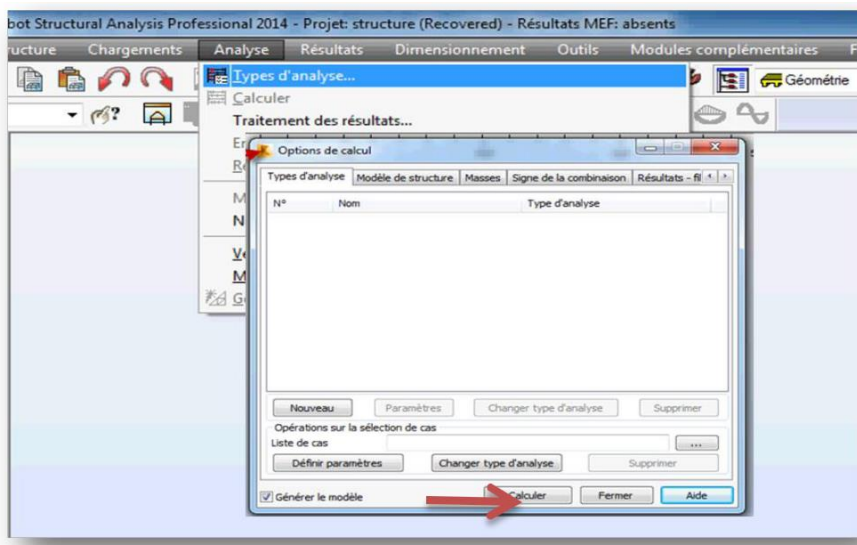 bot Structural Analysis Professional 2014 - Projet: structure (Recovered) - Résultats MEF: absents
ructure Chargements Analyse Résultats Dimensionnement Outils Modules complémentaires F
Types d'analyse...
Géométrie
Calculer
Traitement des résultats...
Options de calcul
Types d'analyse Modèle de structure Masses Signe de la combinaison Résultats - fil
N° Nom Type d'analyse
Nouveau Paramètres Changer type d'analyse Supprimer
Opérations sur la sélection de cas
Liste de cas ...
Définir paramètres Changer type d'analyse Supprimer
Générer le modèle Calculer Fermer Aide